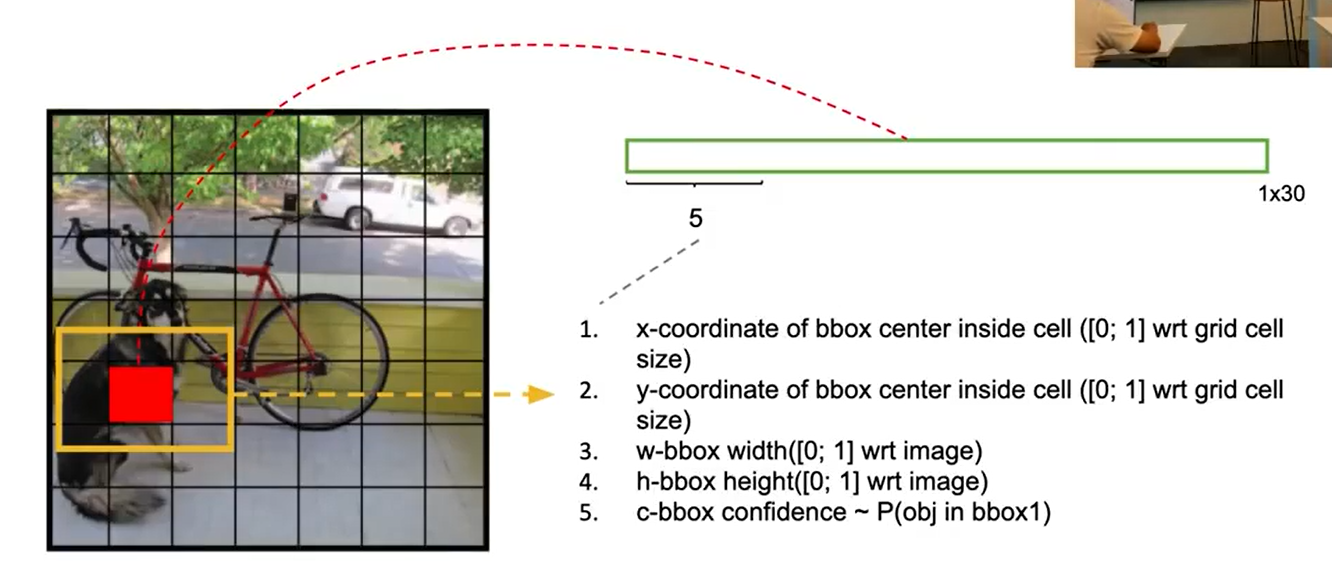 1x30
5
1. x-coordinate of bbox center inside cell ([0; 1] wrt grid cell
size)
2. y-coordinate of bbox center inside cell ([0; 1] wrt grid cell
size)
3. w-bbox width([0; 1] wrt image)
4. h-bbox height([0; 1] wrt image)
5. c-bbox confidence ~ P(obj in bbox1)